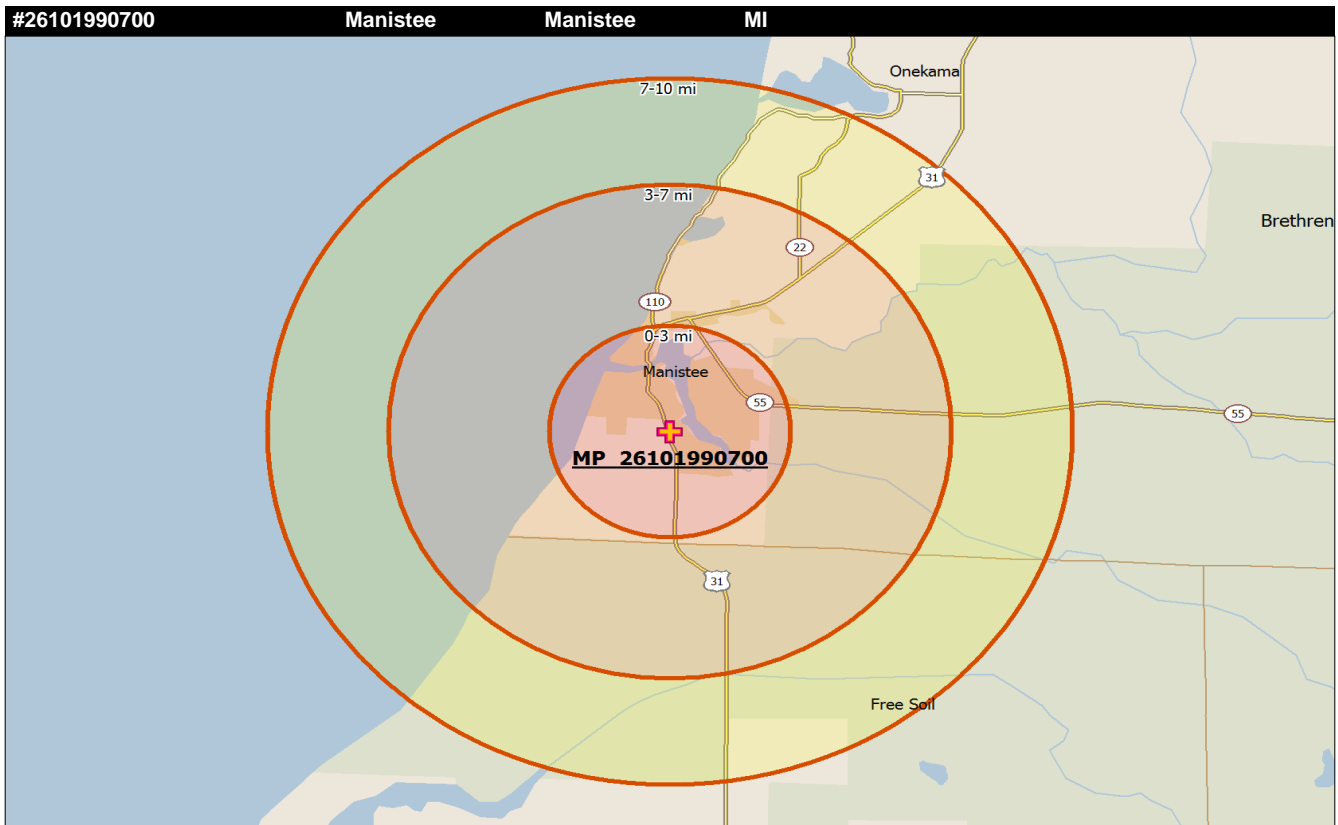 #26101990700 Manistee Manistee MI
Onekama
7-10 mi
31
3-7 mi
Brethren
22
110
0-3 mi
Manistee
55
55
MP 26101990700
31
Free Soil